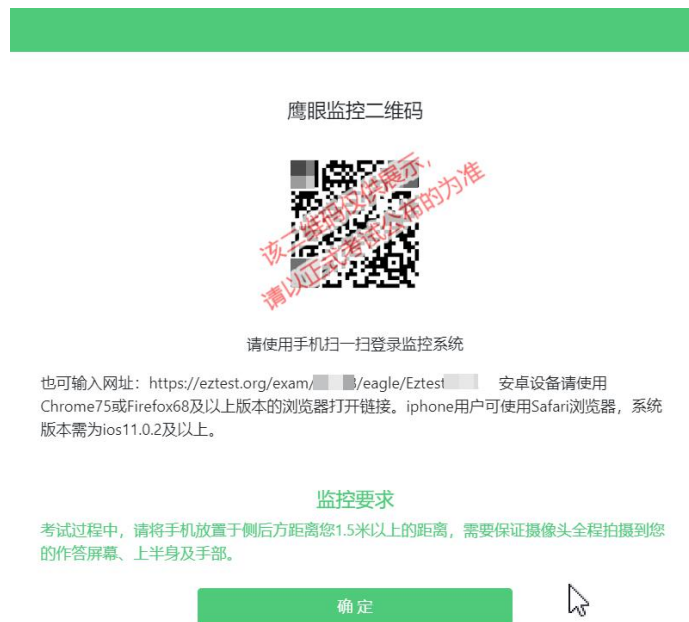 鹰眼监控二维码
该二维码仅供展示，
请以正式考试公布的为准
请使用手机扫一扫登录监控系统
也可输入网址：https://eztest.org/exam/ /eagle/Eztest 安卓设备请使用
Chrome75或Firefox68及以上版本的浏览器打开链接。iphone用户可使用Safari浏览器，系统
版本需为ios11.0.2及以上。
监控要求
考试过程中，请将手机放置于侧后方距离您1.5米以上的距离，需要保证摄像头全程拍摄到您
的作答屏幕、上半身及手部。
确定